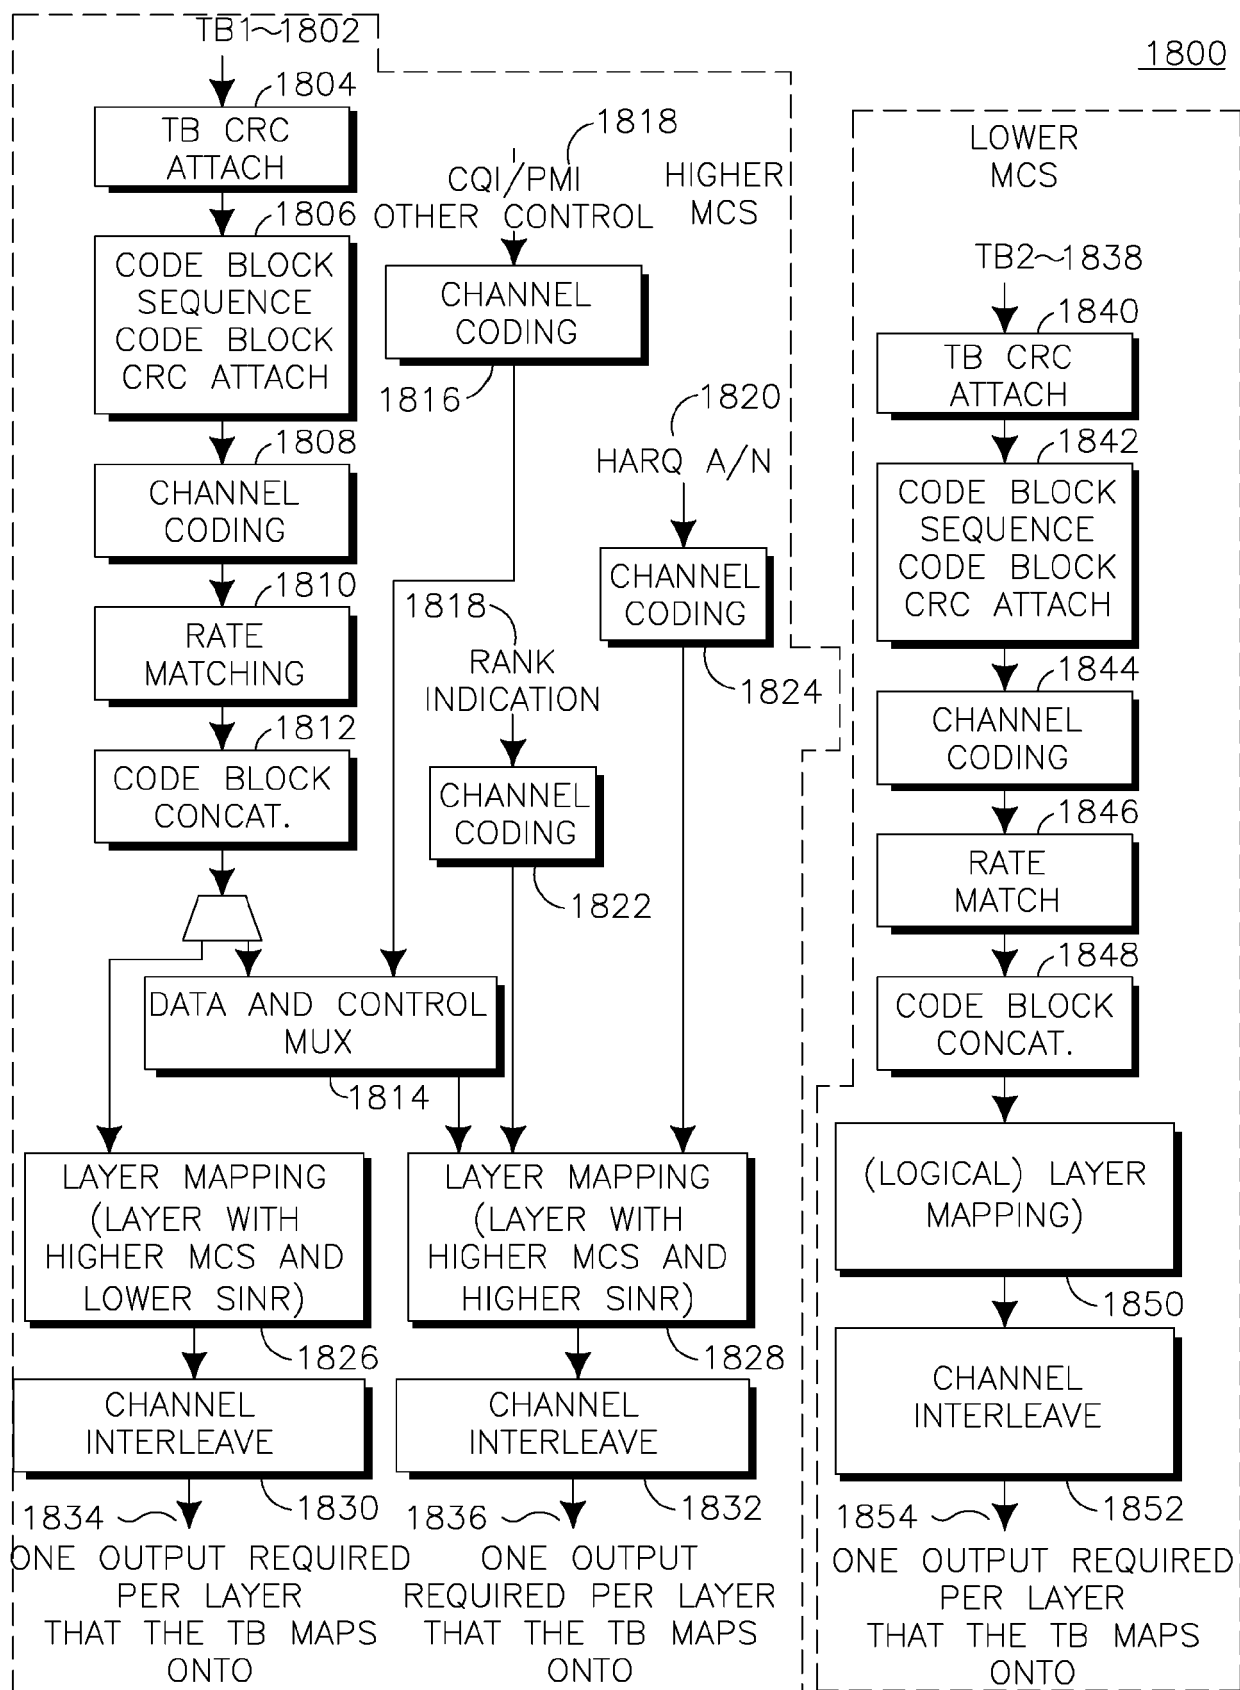 1800
TB1~1802
1804
TB CRC
ATTACH
1806
CODE BLOCK
SEQUENCE
CODE BLOCK
CRC ATTACH
1808
CHANNEL
CODING
1810
RATE
MATCHING
1812
CODE BLOCK
CONCAT.
1818
CQI/PMI
OTHER CONTROL
HIGHER
MCS
CHANNEL
CODING
1816
1820
HARQ A/N
CHANNEL
CODING
1824
1818
RANK
INDICATION
CHANNEL
CODING
1822
DATA AND CONTROL
MUX
1814
LAYER MAPPING
(LAYER WITH
HIGHER MCS AND
LOWER SINR)
1826
LAYER MAPPING
(LAYER WITH
HIGHER MCS AND
HIGHER SINR)
1828
CHANNEL
INTERLEAVE
1830
CHANNEL
INTERLEAVE
1832
1834
ONE OUTPUT REQUIRED
PER LAYER
THAT THE TB MAPS
ONTO
1836
ONE OUTPUT
REQUIRED PER LAYER
THAT THE TB MAPS
ONTO
LOWER
MCS
TB2~1838
1840
TB CRC
ATTACH
1842
CODE BLOCK
SEQUENCE
CODE BLOCK
CRC ATTACH
1844
CHANNEL
CODING
1846
RATE
MATCH
1848
CODE BLOCK
CONCAT.
(LOGICAL) LAYER
MAPPING)
1850
CHANNEL
INTERLEAVE
1852
1854
ONE OUTPUT REQUIRED
PER LAYER
THAT THE TB MAPS
ONTO